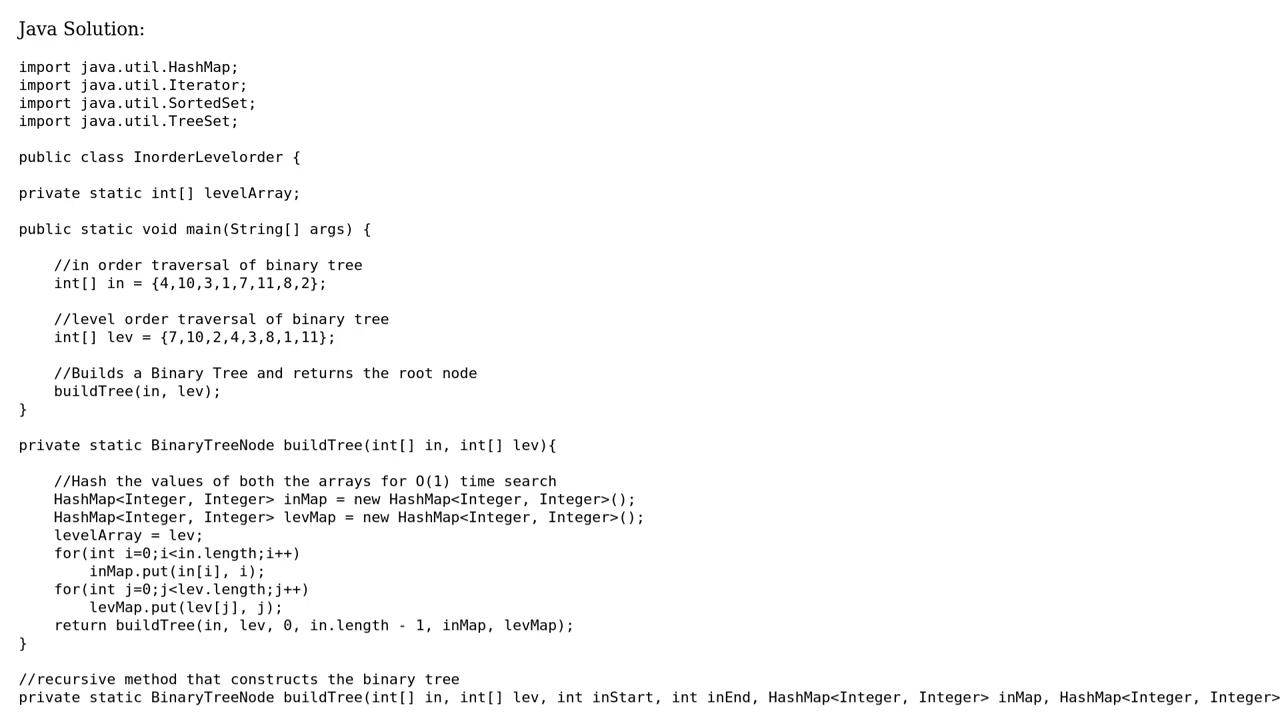 Java Solution:
import java.util.HashMap;
import java.util.Iterator;
import java.util.SortedSet;
import java.util.TreeSet;
public class InorderLevelorder {
private static int[] levelArray;
public static void main(String[] args) {
//in order traversal of binary tree
int[] in = {4,10,3,1,7,11,8,2};
//level order traversal of binary tree
int[] lev = {7,10,2,4,3,8,1,11};
//Builds a Binary Tree and returns the root node
buildTree(in, lev);
}
private static BinaryTreeNode buildTree(int[] in, int[] lev){
//Hash the values of both the arrays for O(1) time search
HashMap<Integer, Integer> inMap = new HashMap<Integer, Integer>();
HashMap<Integer, Integer> levMap = new HashMap<Integer, Integer>();
levelArray = lev;
for(int i=0;i<in.length;i++)
inMap.put(in[i], i);
for(int j=0;j<lev.length;j++)
levMap.put(lev[j], j);
return buildTree(in, lev, 0, in.length - 1, inMap, levMap);
}
//recursive method that constructs the binary tree
private static BinaryTreeNode buildTree(int[] in, int[] lev, int inStart, int inEnd, HashMap<Integer, Integer> inMap, HashMap<Integer, Integer>